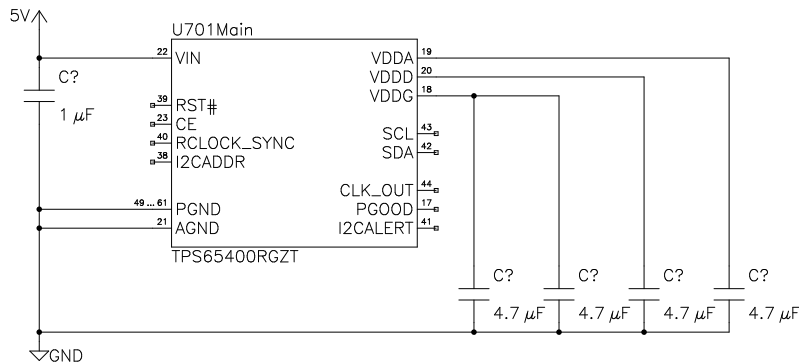 5V
U701Main
22 VIN
VDDA 19
VDDD 20
VDDG 18
C?
1 µF
39 RST#
23 CE
40 RCLOCK_SYNC
38 I2CADDR
SCL 43
SDA 42
CLK_OUT 44
49...61 PGND
PGOOD 17
21 AGND
I2CALERT 41
TPS65400RGZT
C? C? C? C?
4.7 µF 4.7 µF 4.7 µF 4.7 µF
GND